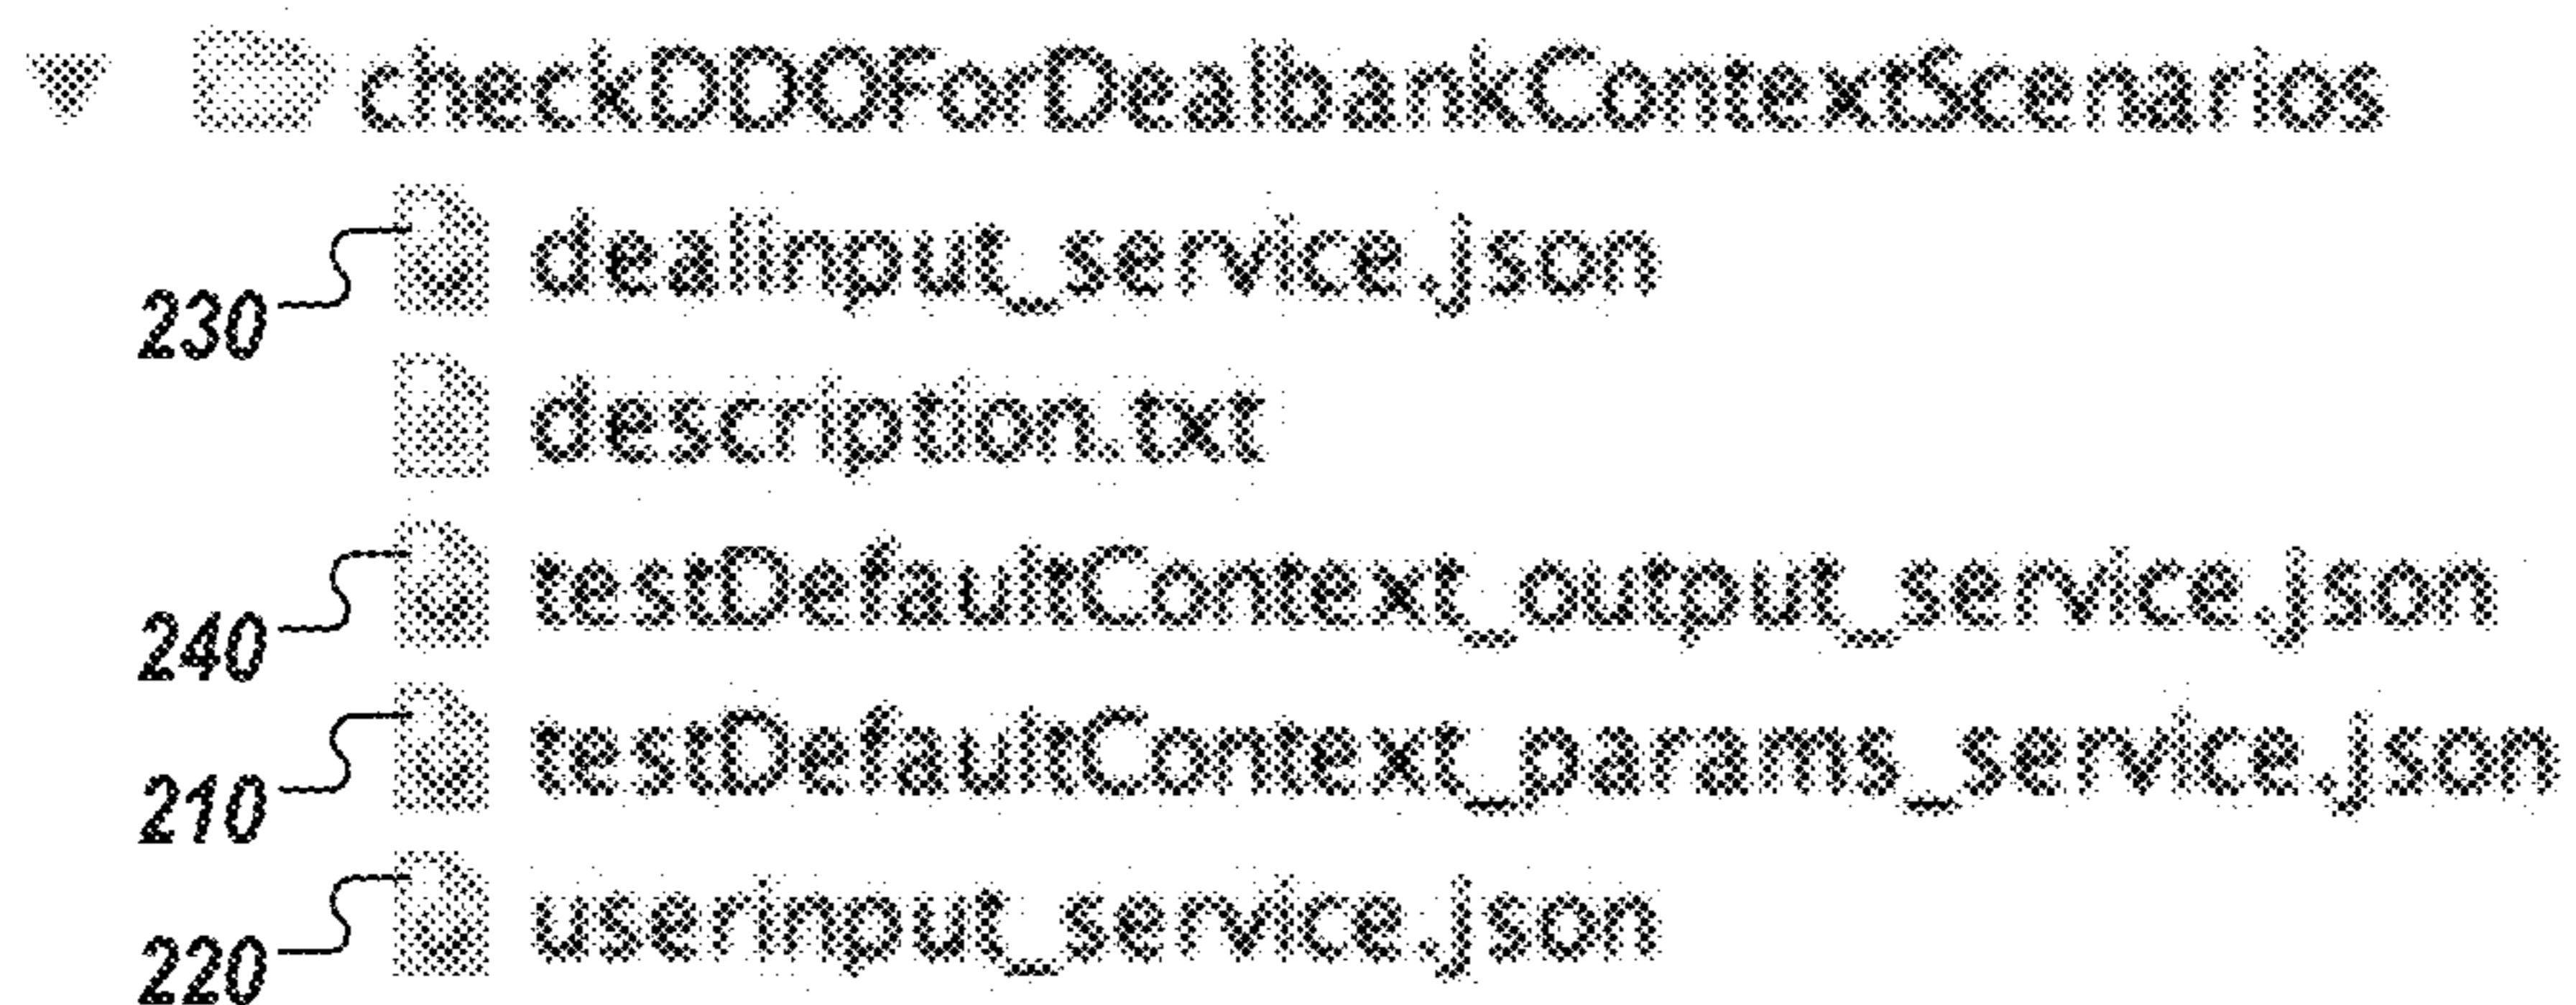 checkDDOForDealbankContextScenarios
dealinput_service.json
230
description.txt
testDefaultContext_output_service.json
240
testDefaultContext_params_service.json
210
userinput_service.json
220